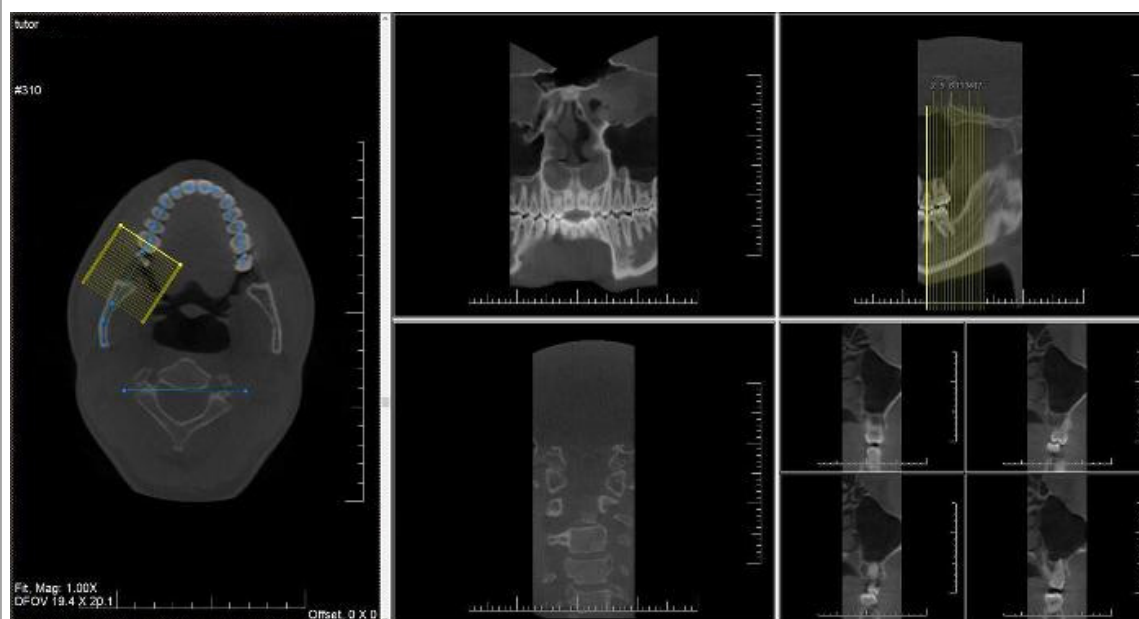 tutor
#310
Fit, Mag: 1.00X
DFOV 19.4 X 20.1
Offset: 0 X 0